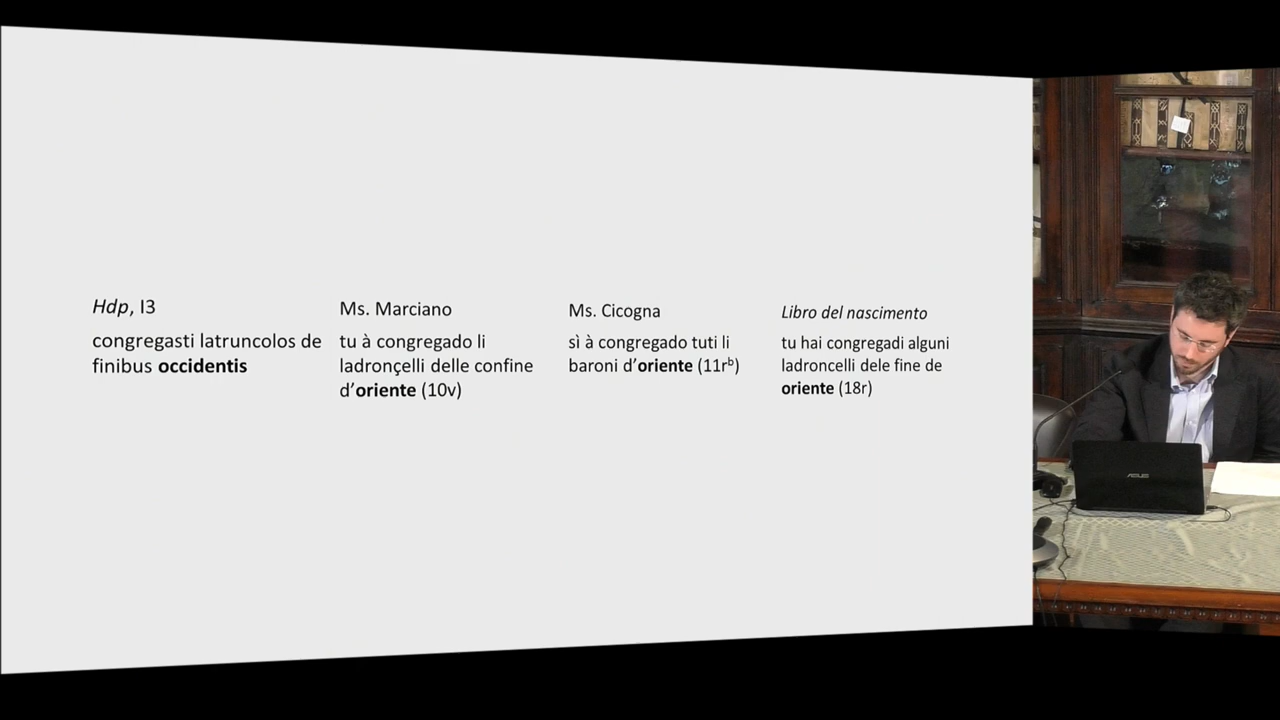 Hdp, I3
congregasti latruncolos de
finibus occidentis
Ms. Marciano
tu à congregado li
ladronçelli delle confine
d’oriente (10v)
Ms. Cicogna
sì à congregado tuti li
baroni d’oriente (11rᵇ)
Libro del nascimento
tu hai congregadi alguni
ladroncelli dele fine de
oriente (18r)
ASUS